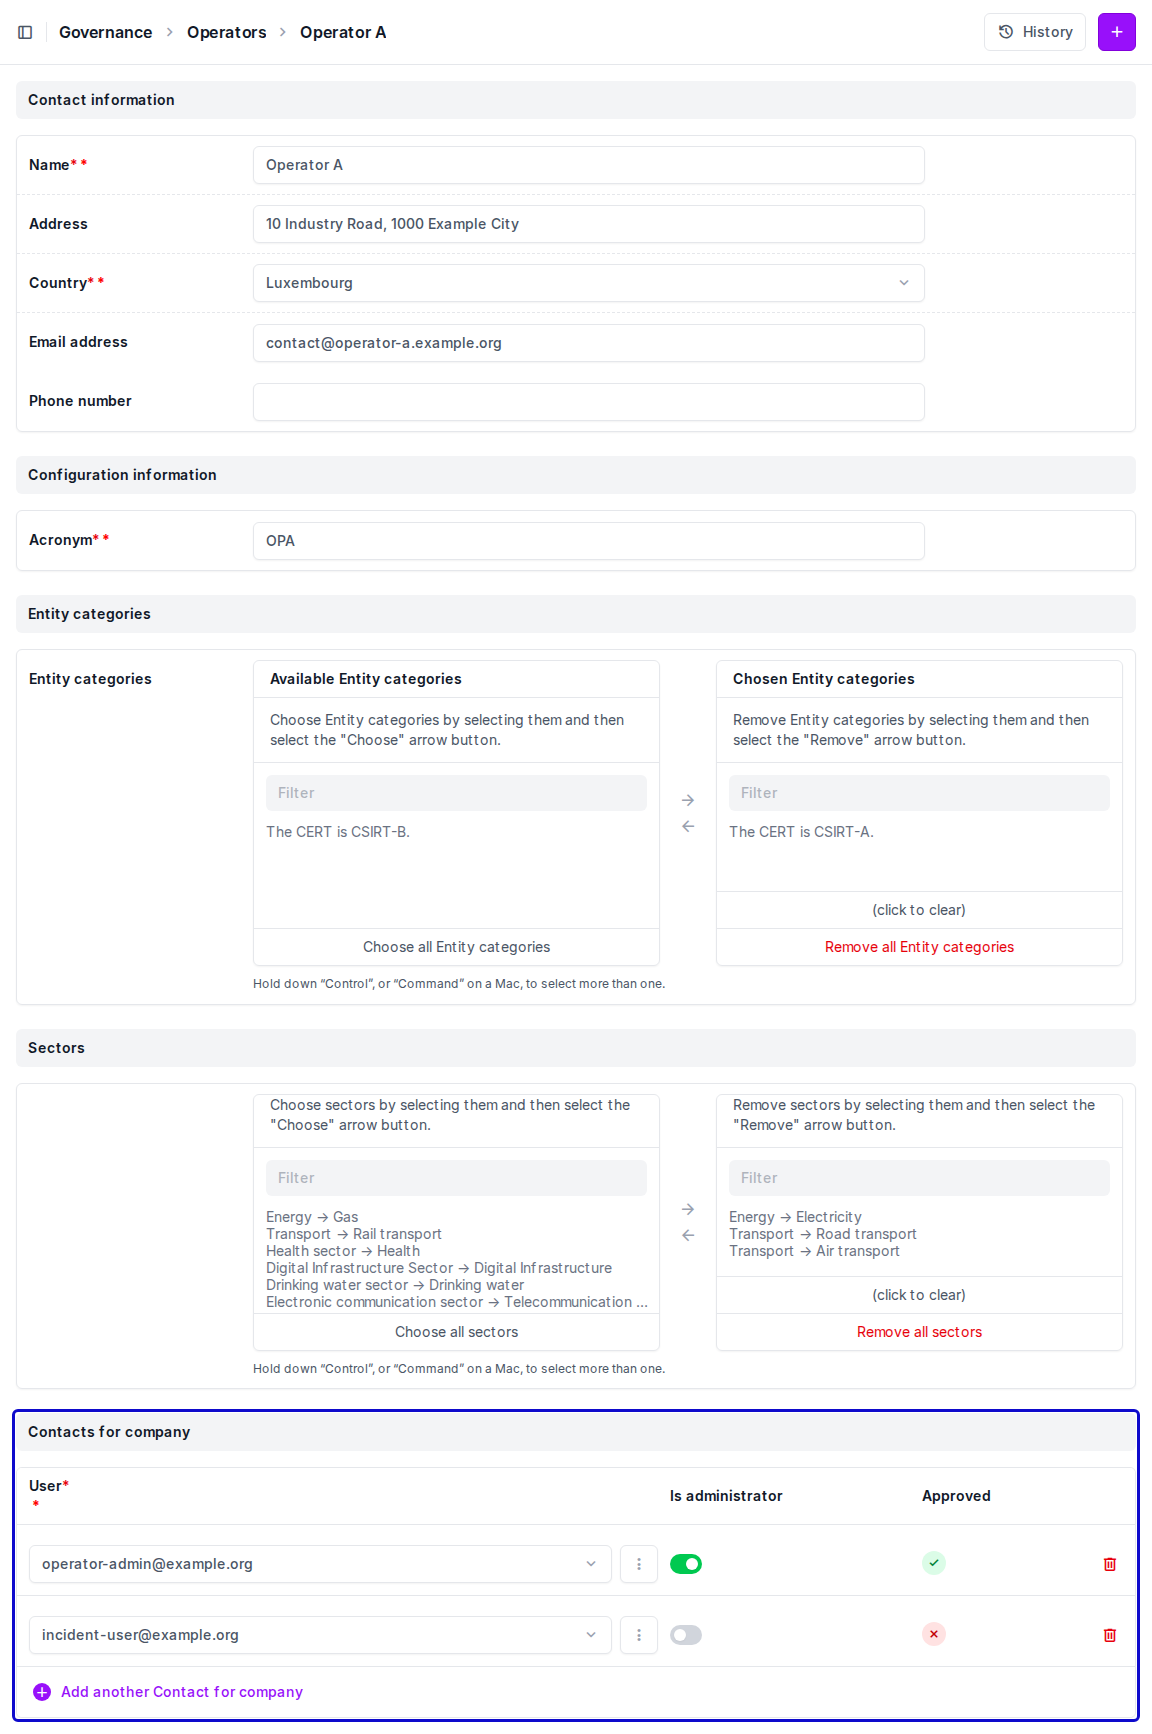 Governance > Operators > Operator A
History
Contact information
Name* *
Operator A
Address
10 Industry Road, 1000 Example City
Country* *
Luxembourg
Email address
contact@operator-a.example.org
Phone number
Configuration information
Acronym* *
OPA
Entity categories
Entity categories
Available Entity categories
Choose Entity categories by selecting them and then
select the "Choose" arrow button.
Filter
The CERT is CSIRT-B.
Choose all Entity categories
Chosen Entity categories
Remove Entity categories by selecting them and then
select the "Remove" arrow button.
Filter
The CERT is CSIRT-A.
(click to clear)
Remove all Entity categories
Hold down “Control”, or “Command” on a Mac, to select more than one.
Sectors
Choose sectors by selecting them and then select the
"Choose" arrow button.
Filter
Energy → Gas
Transport → Rail transport
Health sector → Health
Digital Infrastructure Sector → Digital Infrastructure
Drinking water sector → Drinking water
Electronic communication sector → Telecommunication ...
Choose all sectors
Remove sectors by selecting them and then select the
"Remove" arrow button.
Filter
Energy → Electricity
Transport → Road transport
Transport → Air transport
(click to clear)
Remove all sectors
Hold down “Control”, or “Command” on a Mac, to select more than one.
Contacts for company
User*
*
Is administrator
Approved
operator-admin@example.org
incident-user@example.org
Add another Contact for company